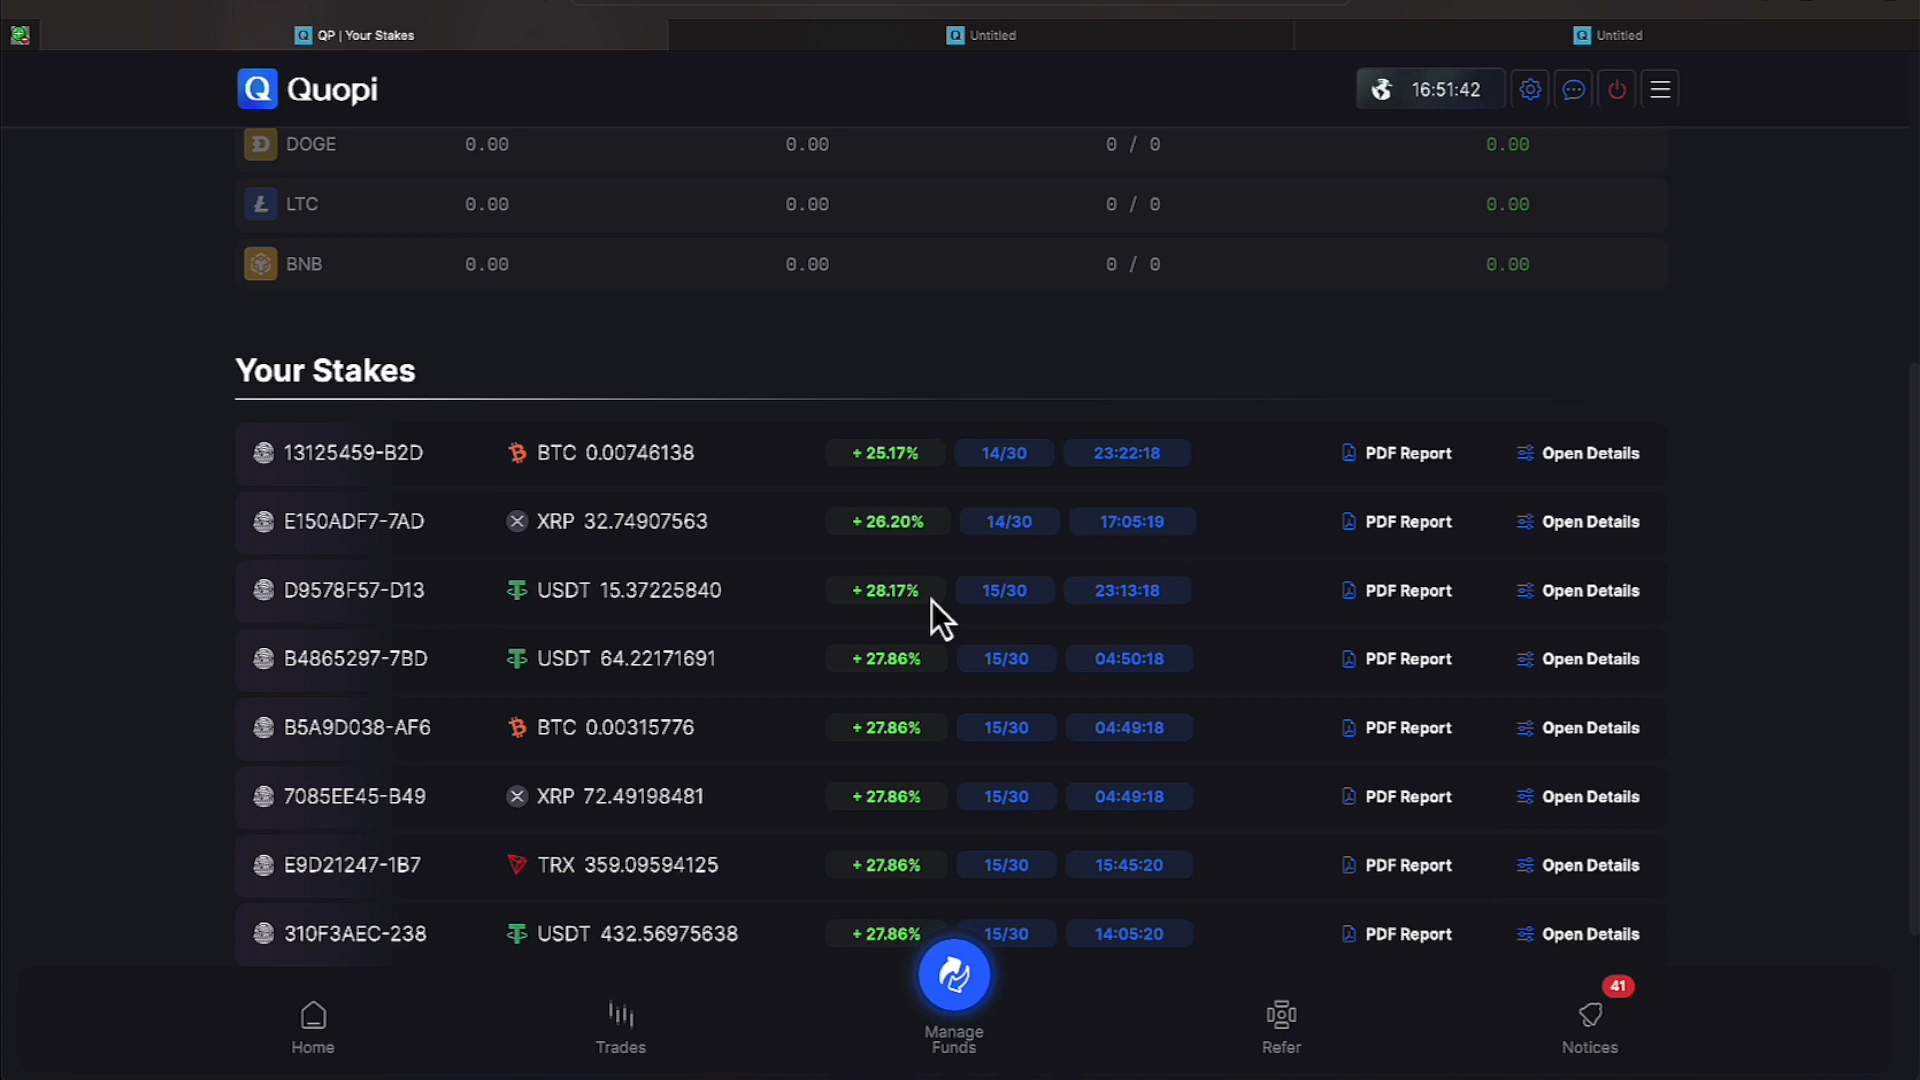 QP | Your Stakes
Untitled
Untitled
Quopi
16:51:42
DOGE 0.00 0.00 0 / 0 0.00
LTC 0.00 0.00 0 / 0 0.00
BNB 0.00 0.00 0 / 0 0.00
Your Stakes
13125459-B2D BTC 0.00746138 + 25.17% 14/30 23:22:18 PDF Report Open Details
E150ADF7-7AD XRP 32.74907563 + 26.20% 14/30 17:05:19 PDF Report Open Details
D9578F57-D13 USDT 15.37225840 + 28.17% 15/30 23:13:18 PDF Report Open Details
B4865297-7BD USDT 64.22171691 + 27.86% 15/30 04:50:18 PDF Report Open Details
B5A9D038-AF6 BTC 0.00315776 + 27.86% 15/30 04:49:18 PDF Report Open Details
7085EE45-B49 XRP 72.49198481 + 27.86% 15/30 04:49:18 PDF Report Open Details
E9D21247-1B7 TRX 359.09594125 + 27.86% 15/30 15:45:20 PDF Report Open Details
310F3AEC-238 USDT 432.56975638 + 27.86% 15/30 14:05:20 PDF Report Open Details
41
Home
Trades
Manage
Funds
Refer
Notices